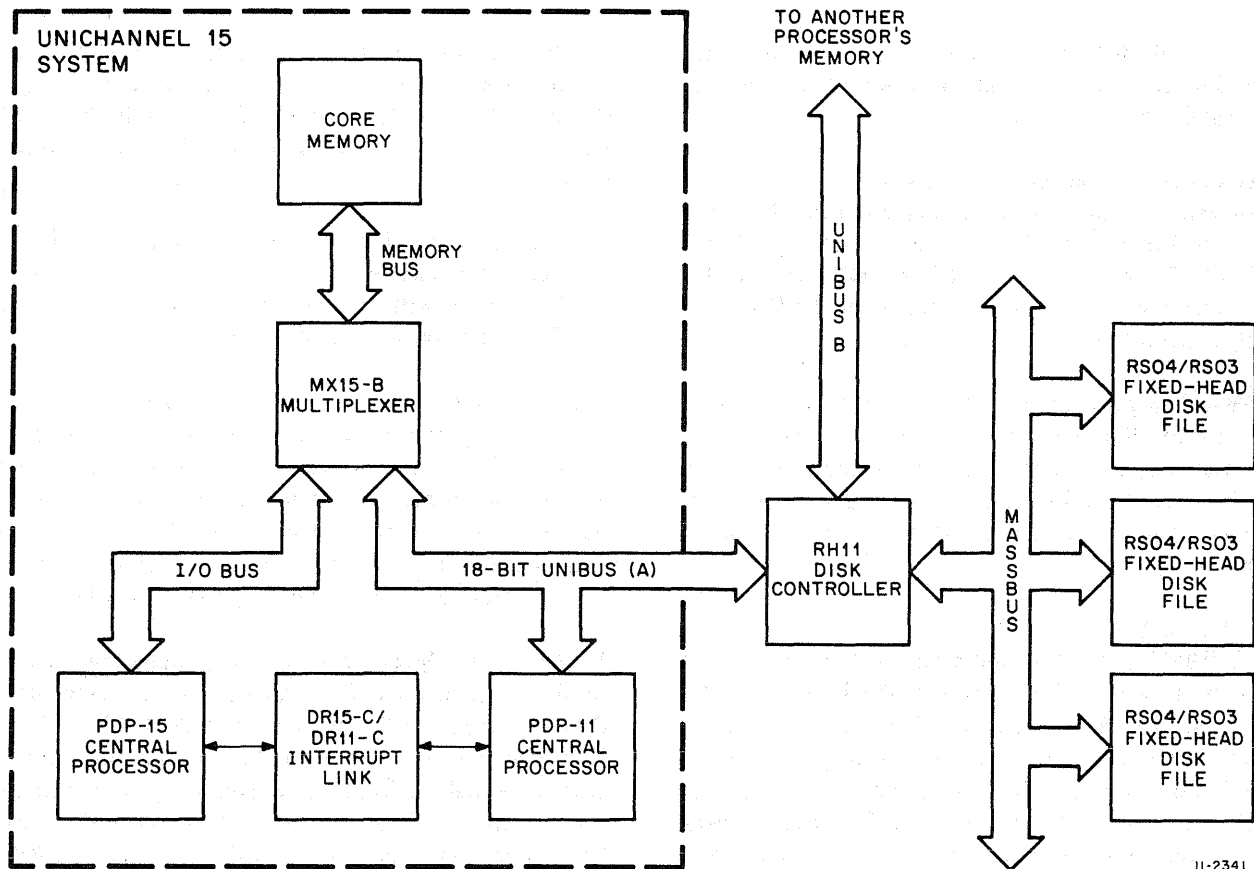 UNICHANNEL 15
SYSTEM
CORE
MEMORY
MEMORY
BUS
MX15-B
MULTIPLEXER
I/O BUS
18-BIT UNIBUS (A)
PDP-15
CENTRAL
PROCESSOR
DR15-C/
DR11-C
INTERRUPT
LINK
PDP-11
CENTRAL
PROCESSOR
TO ANOTHER
PROCESSOR'S
MEMORY
UNIBUS B
RH11
DISK
CONTROLLER
MASSBUS
RS04/RS03
FIXED-HEAD
DISK
FILE
RS04/RS03
FIXED-HEAD
DISK
FILE
RS04/RS03
FIXED-HEAD
DISK
FILE
11-2341